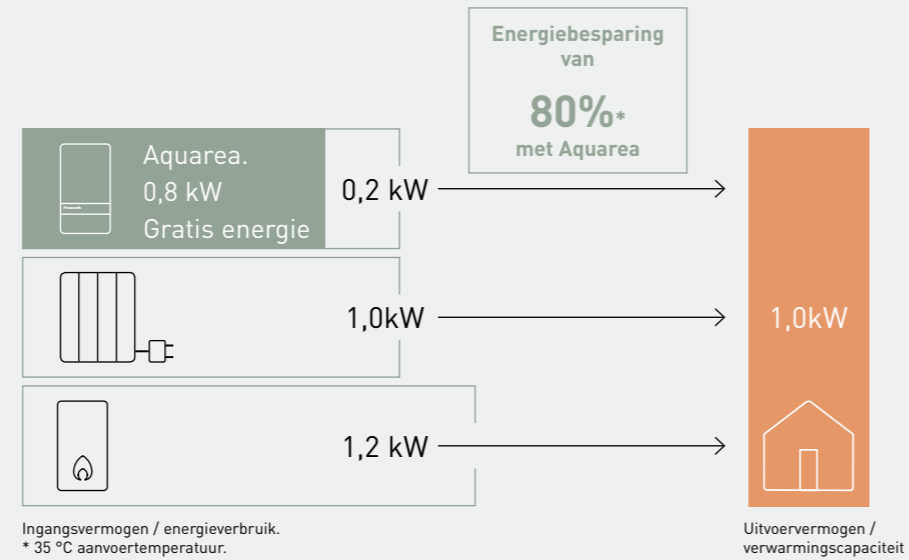 Energiebesparing
van
80%*
met Aquarea
Aquarea.
0,8 kW
Gratis energie
0,2 kW
1,0kW
1,2 kW
1,0kW
Ingangsvermogen / energieverbruik.
* 35 °C aanvoertemperatuur.
Uitvoervermogen /
verwarmingscapaciteit